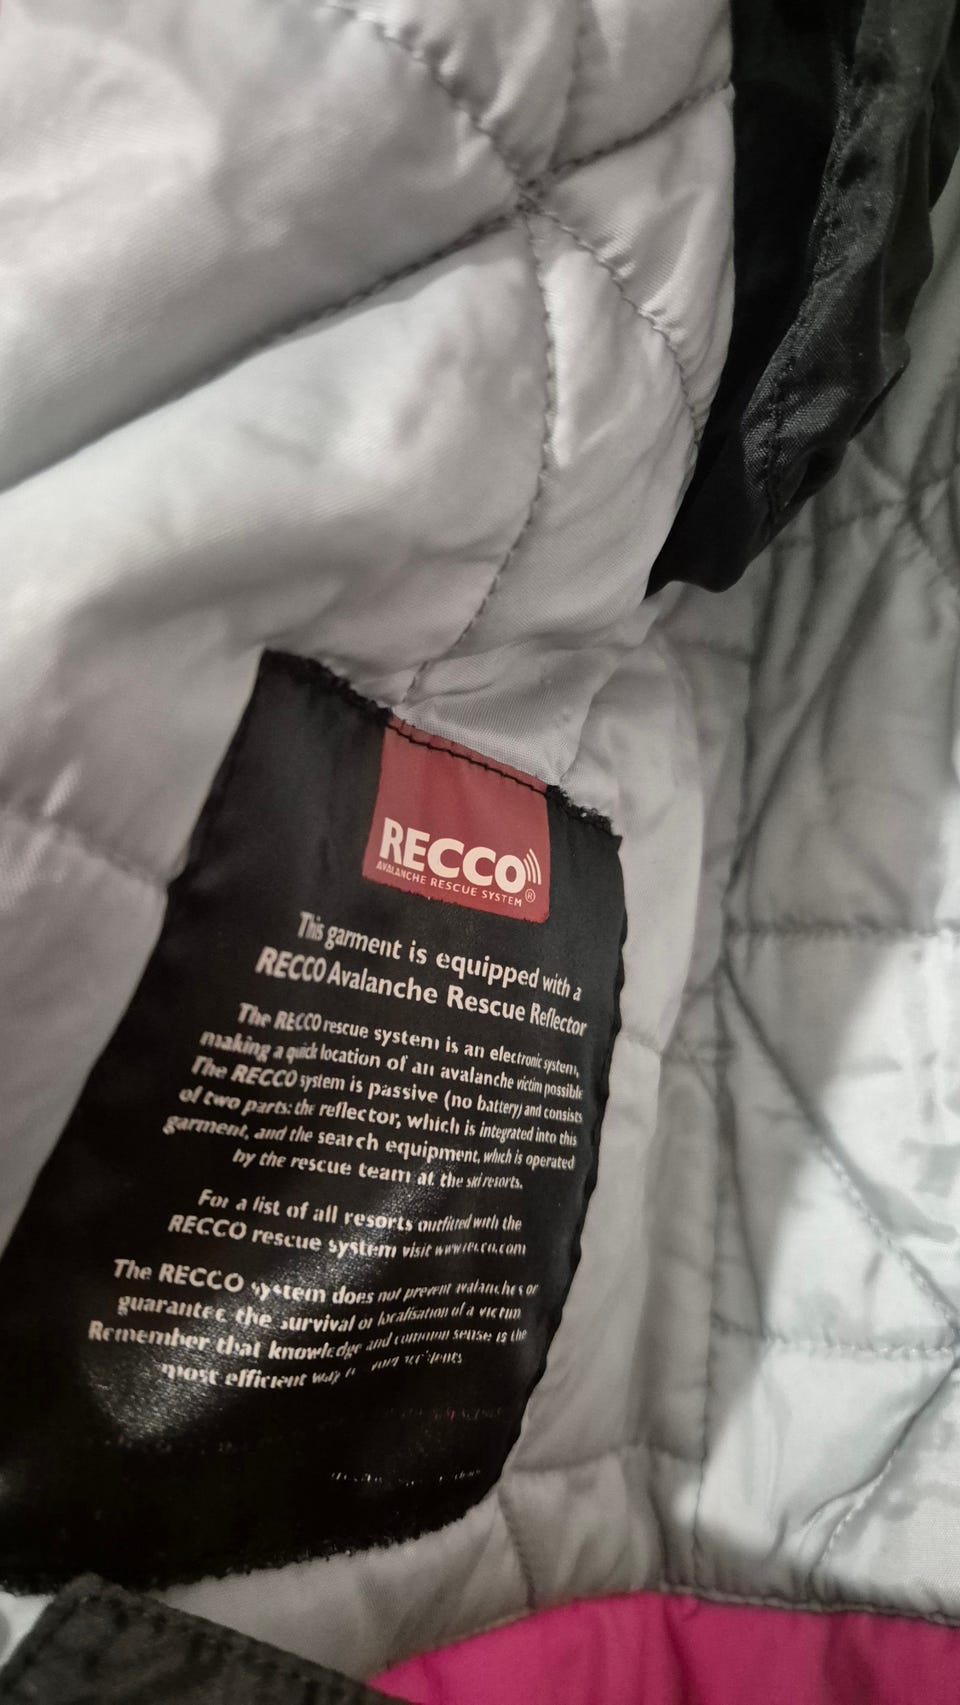 RECCO®
AVALANCHE RESCUE SYSTEM
This garment is equipped with a
RECCO Avalanche Rescue Reflector
The RECCO rescue system is an electronic system,
making a quick location of an avalanche victim possible
The RECCO system is passive (no battery) and consists
of two parts: the reflector, which is integrated into this
garment, and the search equipment, which is operated
by the rescue team at the ski resorts.
For a list of all resorts outfitted with the
RECCO rescue system visit www.recco.com
The RECCO system does not prevent avalanches or
guarantee the survival or localisation of a victim
Remember that knowledge and common sense is the
most efficient way